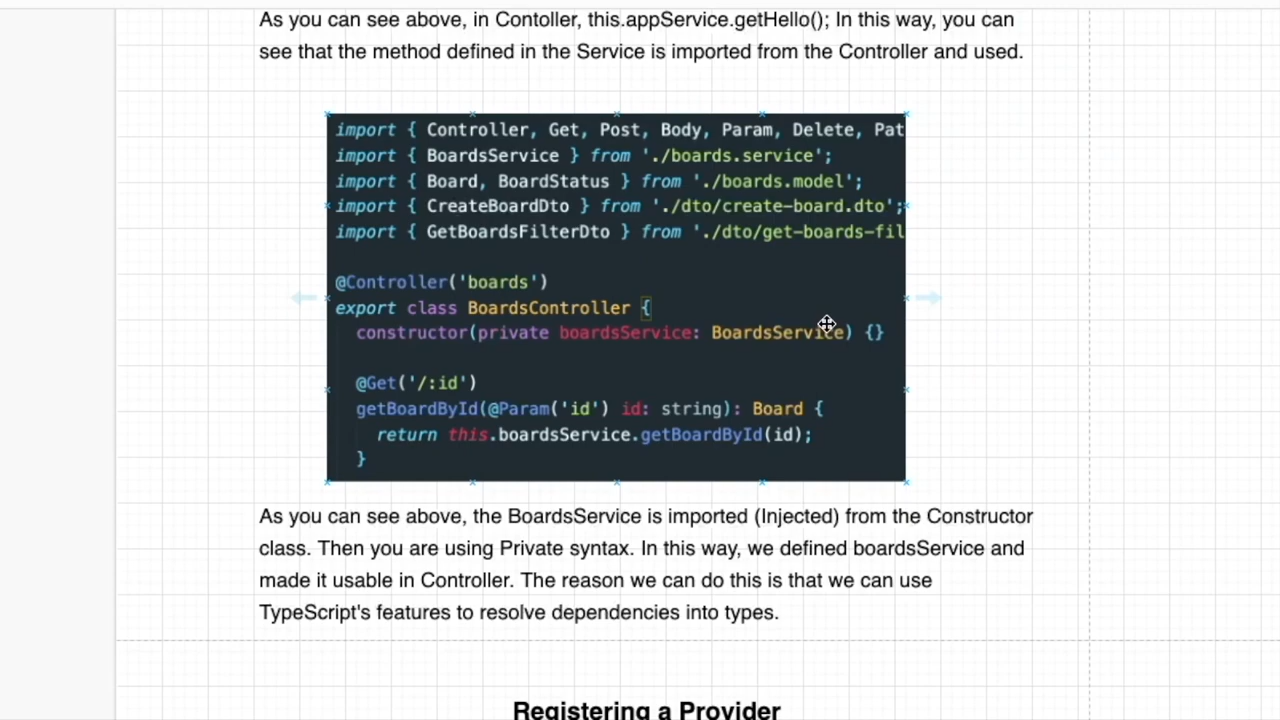 As you can see above, in Contoller, this.appService.getHello(); In this way, you can
see that the method defined in the Service is imported from the Controller and used.
import { Controller, Get, Post, Body, Param, Delete, Pat
import { BoardsService } from './boards.service';
import { Board, BoardStatus } from './boards.model';
import { CreateBoardDto } from './dto/create-board.dto';
import { GetBoardsFilterDto } from './dto/get-boards-fil
@Controller('boards')
export class BoardsController {
constructor(private boardsService: BoardsService) {}
@Get('/:id')
getBoardById(@Param('id') id: string): Board {
return this.boardsService.getBoardById(id);
}
As you can see above, the BoardsService is imported (Injected) from the Constructor
class. Then you are using Private syntax. In this way, we defined boardsService and
made it usable in Controller. The reason we can do this is that we can use
TypeScript's features to resolve dependencies into types.
Registering a Provider